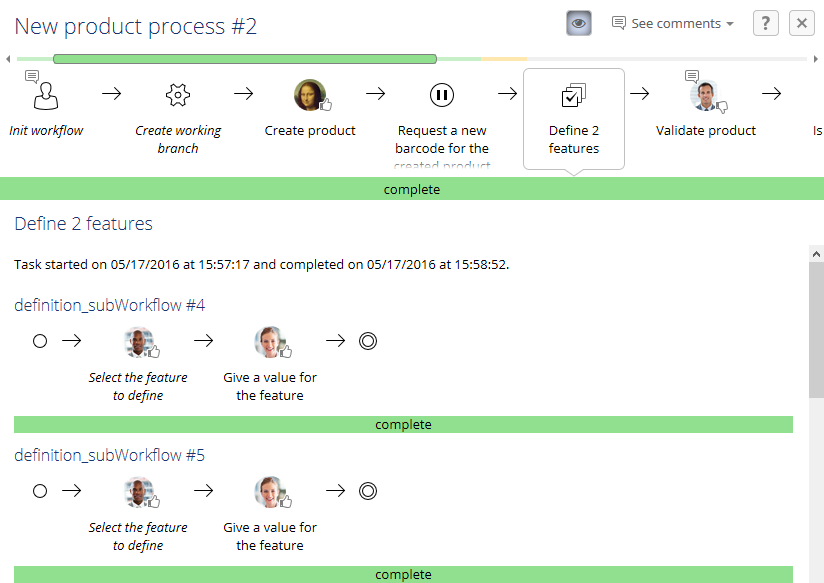 New product process #2
See comments
?
Init workflow
Create working
branch
Create product
Request a new
barcode for the
created product
Define 2
features
Validate product
Is
complete
Define 2 features
Task started on 05/17/2016 at 15:57:17 and completed on 05/17/2016 at 15:58:52.
definition_subWorkflow #4
Select the feature
to define
Give a value for
the feature
complete
definition_subWorkflow #5
Select the feature
to define
Give a value for
the feature
complete